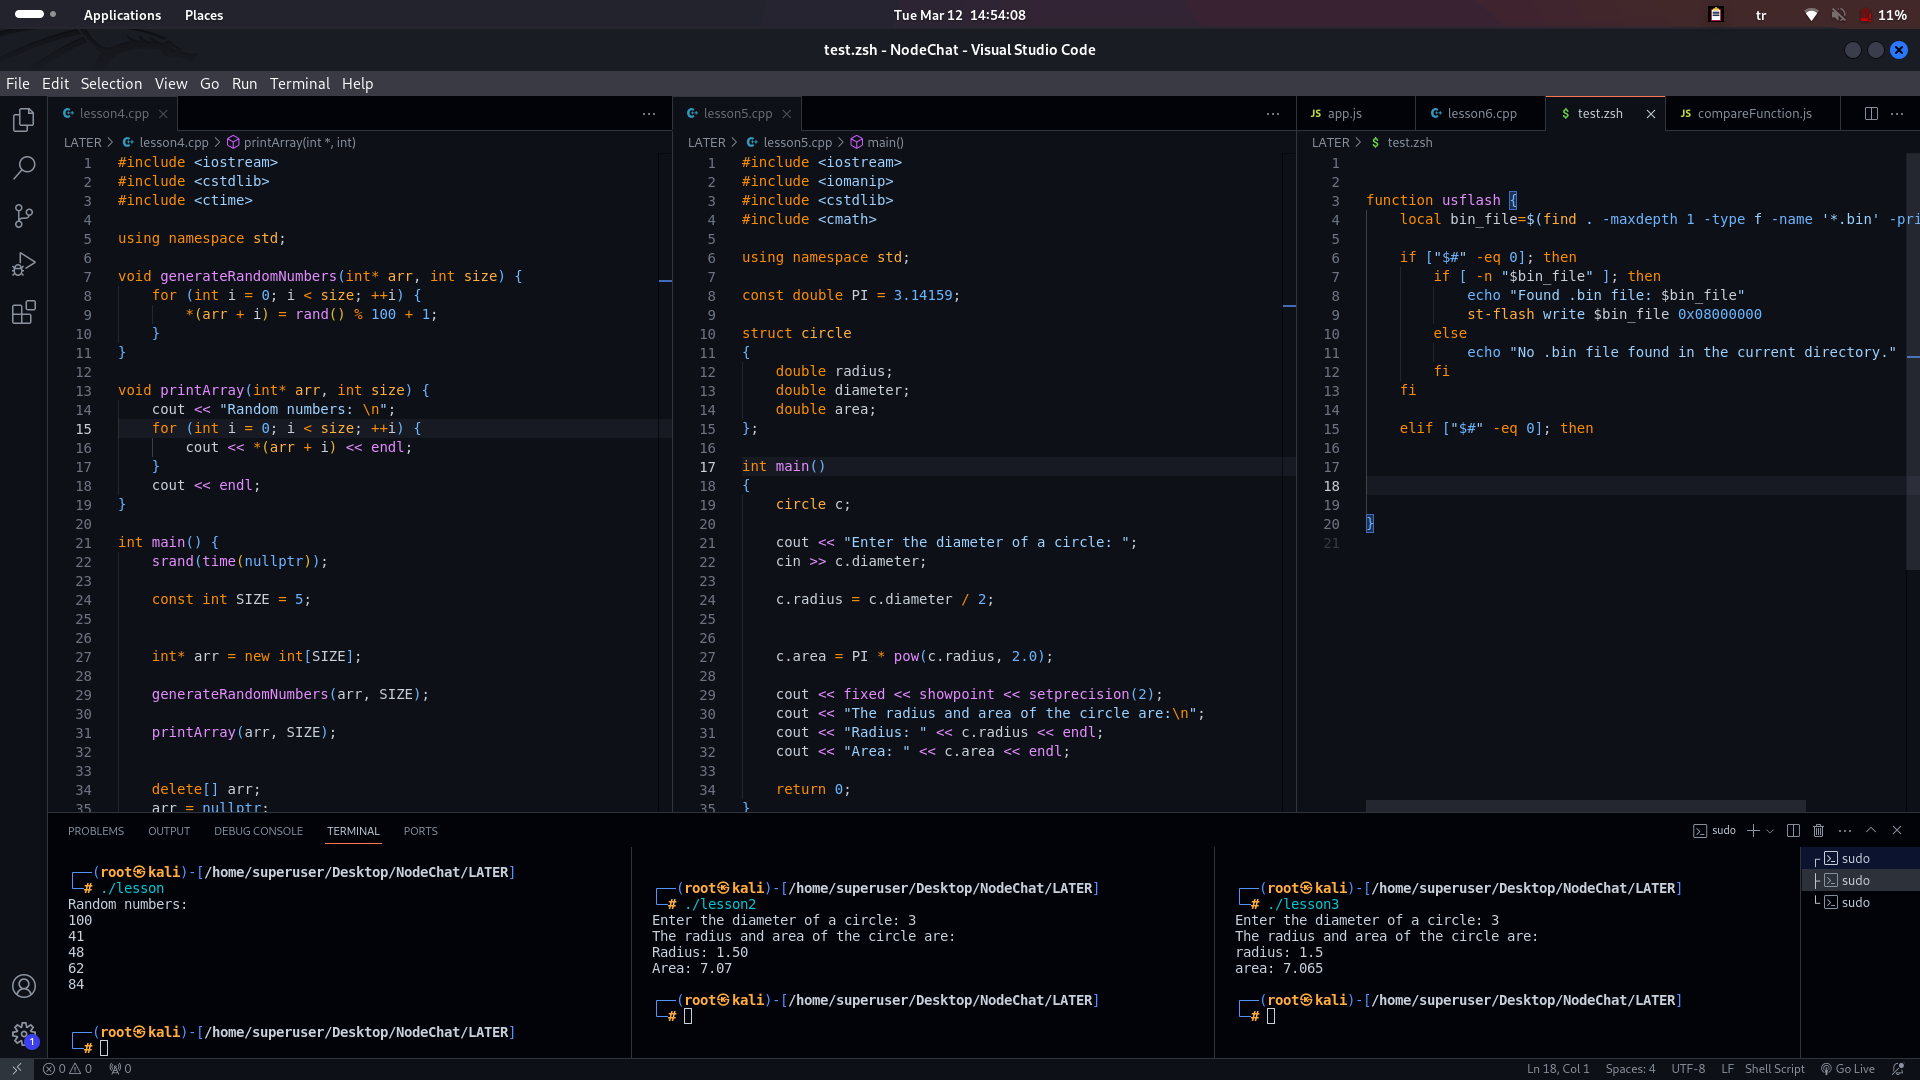 Applications Places
Tue Mar 12 14:54:08
tr
11%
test.zsh - NodeChat - Visual Studio Code
File Edit Selection View Go Run Terminal Help
lesson4.cpp
LATER > lesson4.cpp > printArray(int *, int)
1 #include <iostream>
2 #include <cstdlib>
3 #include <ctime>
4
5 using namespace std;
6
7 void generateRandomNumbers(int* arr, int size) {
8 for (int i = 0; i < size; ++i) {
9 *(arr + i) = rand() % 100 + 1;
10 }
11 }
12
13 void printArray(int* arr, int size) {
14 cout << "Random numbers: \n";
15 for (int i = 0; i < size; ++i) {
16 cout << *(arr + i) << endl;
17 }
18 cout << endl;
19 }
20
21 int main() {
22 srand(time(nullptr));
23
24 const int SIZE = 5;
25
26
27 int* arr = new int[SIZE];
28
29 generateRandomNumbers(arr, SIZE);
30
31 printArray(arr, SIZE);
32
33
34 delete[] arr;
35 arr = nullptr;
lesson5.cpp
LATER > lesson5.cpp > main()
1 #include <iostream>
2 #include <iomanip>
3 #include <cstdlib>
4 #include <cmath>
5
6 using namespace std;
7
8 const double PI = 3.14159;
9
10 struct circle
11 {
12 double radius;
13 double diameter;
14 double area;
15 };
16
17 int main()
18 {
19 circle c;
20
21 cout << "Enter the diameter of a circle: ";
22 cin >> c.diameter;
23
24 c.radius = c.diameter / 2;
25
26
27 c.area = PI * pow(c.radius, 2.0);
28
29 cout << fixed << showpoint << setprecision(2);
30 cout << "The radius and area of the circle are:\n";
31 cout << "Radius: " << c.radius << endl;
32 cout << "Area: " << c.area << endl;
33
34 return 0;
35 }
JS app.js lesson6.cpp $ test.zsh JS compareFunction.js
LATER > $ test.zsh
1
2
3 function usflash {
4 local bin_file=$(find . -maxdepth 1 -type f -name '*.bin' -pri
5
6 if ["$#" -eq 0]; then
7 if [ -n "$bin_file" ]; then
8 echo "Found .bin file: $bin_file"
9 st-flash write $bin_file 0x08000000
10 else
11 echo "No .bin file found in the current directory."
12 fi
13 fi
14
15 elif ["$#" -eq 0]; then
16
17
18
19
20 }
21
PROBLEMS OUTPUT DEBUG CONSOLE TERMINAL PORTS
sudo
┌──(root㉿kali)-[/home/superuser/Desktop/NodeChat/LATER]
└─# ./lesson
Random numbers:
100
41
48
62
84
┌──(root㉿kali)-[/home/superuser/Desktop/NodeChat/LATER]
└─#
┌──(root㉿kali)-[/home/superuser/Desktop/NodeChat/LATER]
└─# ./lesson2
Enter the diameter of a circle: 3
The radius and area of the circle are:
Radius: 1.50
Area: 7.07
┌──(root㉿kali)-[/home/superuser/Desktop/NodeChat/LATER]
└─#
┌──(root㉿kali)-[/home/superuser/Desktop/NodeChat/LATER]
└─# ./lesson3
Enter the diameter of a circle: 3
The radius and area of the circle are:
radius: 1.5
area: 7.065
┌──(root㉿kali)-[/home/superuser/Desktop/NodeChat/LATER]
└─#
sudo
sudo
sudo
1
0 0 0
Ln 18, Col 1 Spaces: 4 UTF-8 LF Shell Script Go Live